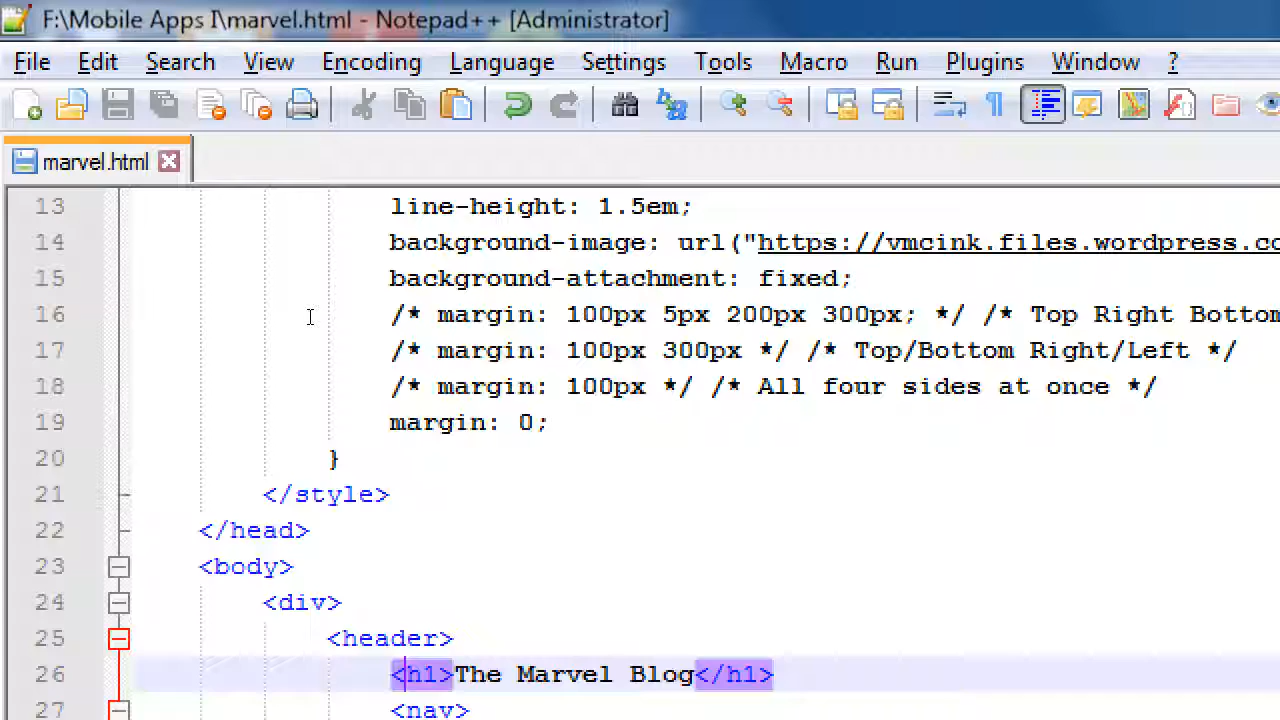 F:\Mobile Apps I\marvel.html - Notepad++ [Administrator]
File Edit Search View Encoding Language Settings Tools Macro Run Plugins Window ?
marvel.html
13 line-height: 1.5em;
14 background-image: url("https://vmcink.files.wordpress.co
15 background-attachment: fixed;
16 /* margin: 100px 5px 200px 300px; */ /* Top Right Bottom
17 /* margin: 100px 300px */ /* Top/Bottom Right/Left */
18 /* margin: 100px */ /* All four sides at once */
19 margin: 0;
20 }
21 </style>
22 </head>
23 <body>
24 <div>
25 <header>
26 <h1>The Marvel Blog</h1>
27 <nav>